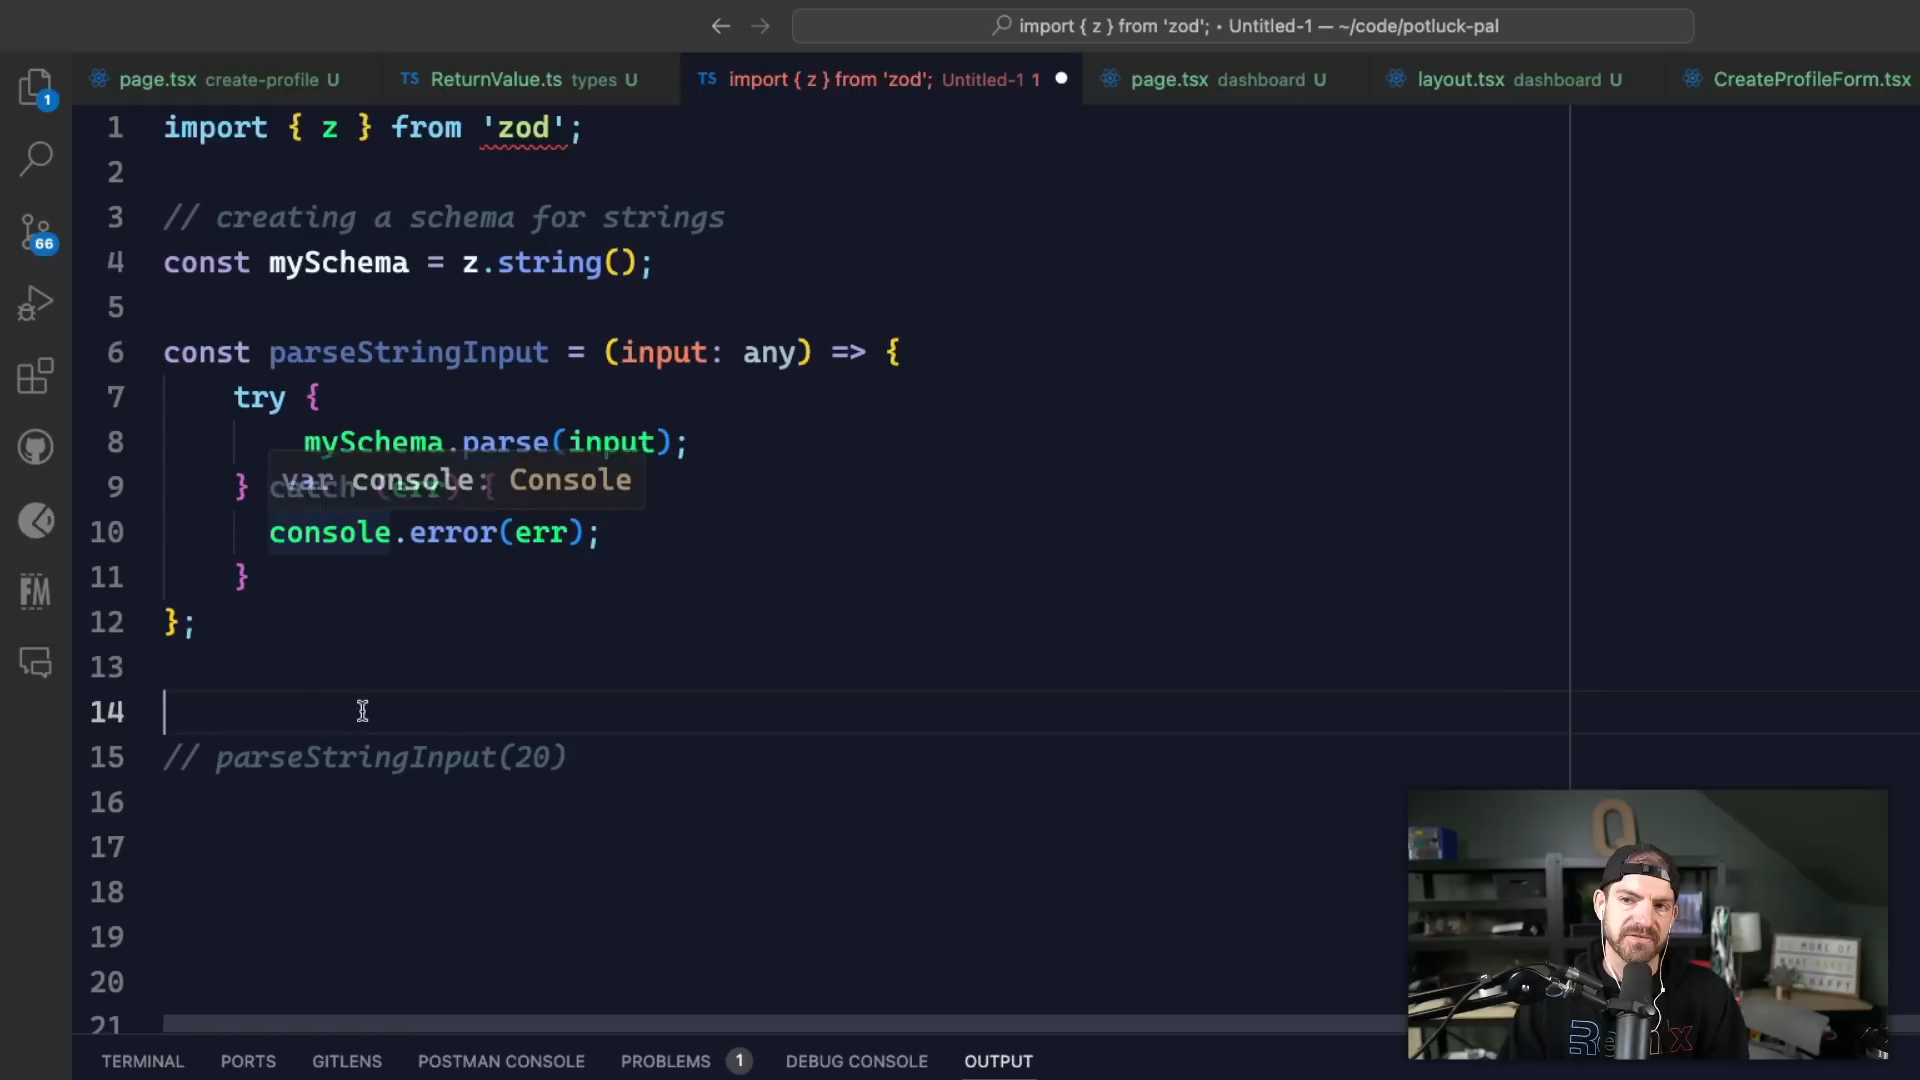 import { z } from 'zod'; • Untitled-1 — ~/code/potluck-pal
page.tsx create-profile U
ReturnValue.ts types U
TS import { z } from 'zod'; Untitled-1 1
page.tsx dashboard U
layout.tsx dashboard U
CreateProfileForm.tsx
1
66
FM
1 import { z } from 'zod';
2
3 // creating a schema for strings
4 const mySchema = z.string();
5
6 const parseStringInput = (input: any) => {
7 try {
8 mySchema.parse(input);
9 } catch (err) {
var console: Console
10 console.error(err);
11 }
12 };
13
14
15 // parseStringInput(20)
16
17
18
19
20
21
TERMINAL PORTS GITLENS POSTMAN CONSOLE PROBLEMS 1 DEBUG CONSOLE OUTPUT